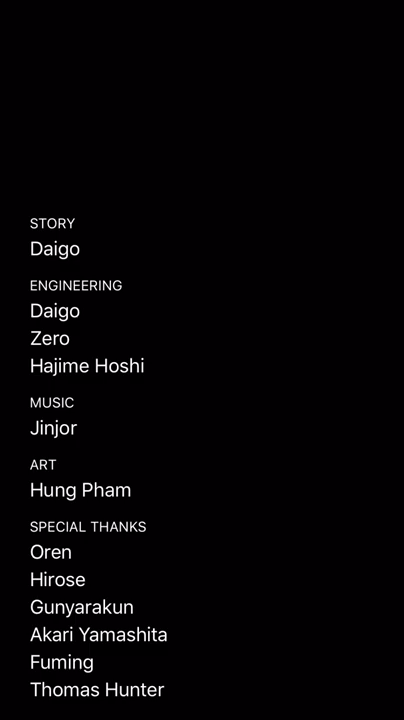 STORY
Daigo
ENGINEERING
Daigo
Zero
Hajime Hoshi
MUSIC
Jinjor
ART
Hung Pham
SPECIAL THANKS
Oren
Hirose
Gunyarakun
Akari Yamashita
Fuming
Thomas Hunter